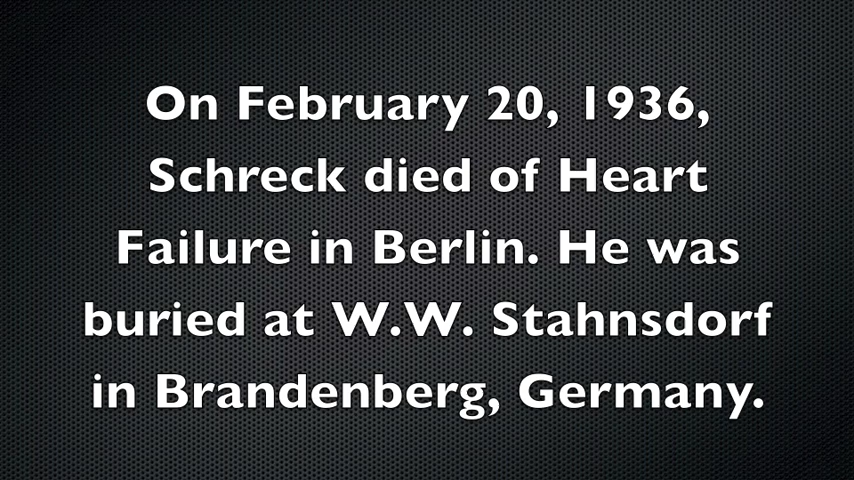 On February 20, 1936,
Schreck died of Heart
Failure in Berlin. He was
buried at W.W. Stahnsdorf
in Brandenberg, Germany.